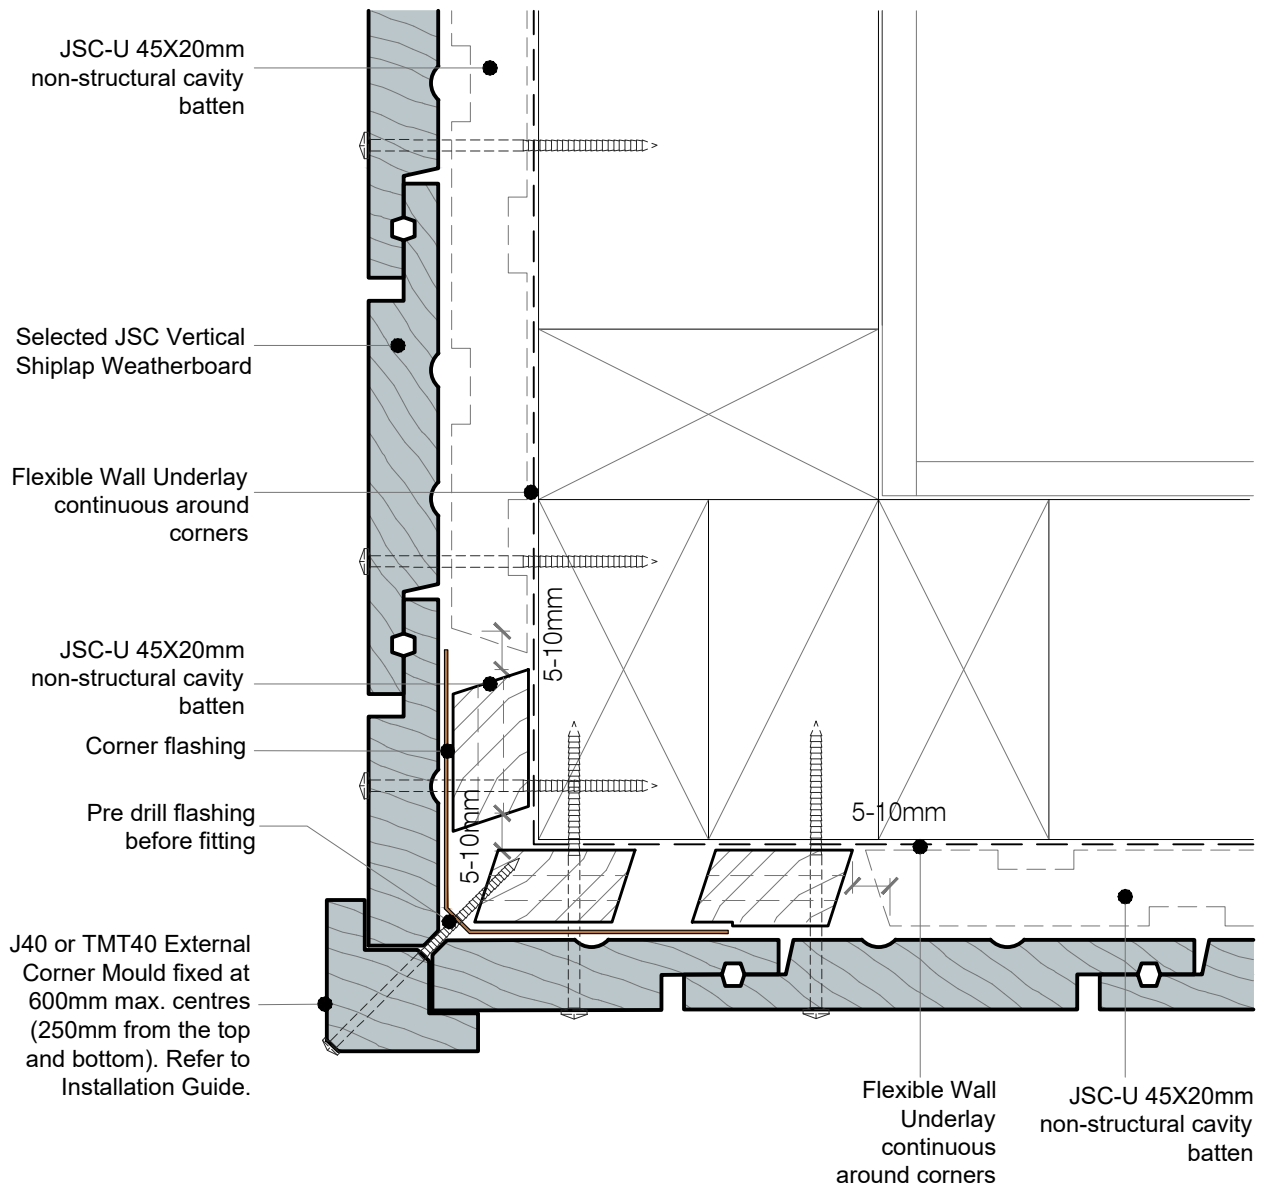 JSC-U 45X20mm
non-structural cavity
batten
Selected JSC Vertical
Shiplap Weatherboard
Flexible Wall Underlay
continuous around
corners
5-10mm
JSC-U 45X20mm
non-structural cavity
batten
Corner flashing
Pre drill flashing
before fitting
5-10mm
5-10mm
J40 or TMT40 External
Corner Mould fixed at
600mm max. centres
(250mm from the top
and bottom). Refer to
Installation Guide.
Flexible Wall
Underlay
continuous
around corners
JSC-U 45X20mm
non-structural cavity
batten